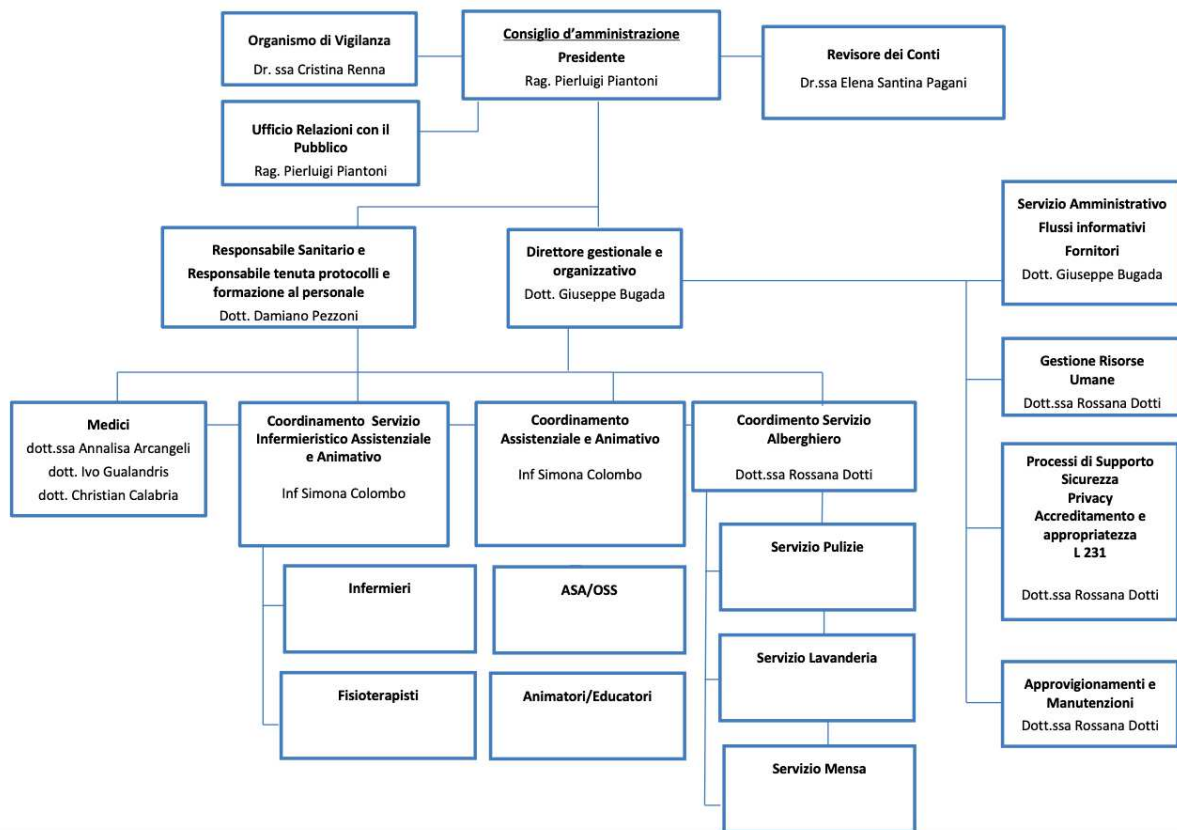 Organismo di Vigilanza
Dr. ssa Cristina Renna
Consiglio d'amministrazione
Presidente
Rag. Pierluigi Piantoni
Revisore dei Conti
Dr.ssa Elena Santina Pagani
Ufficio Relazioni con il
Pubblico
Rag. Pierluigi Piantoni
Responsabile Sanitario e
Responsabile tenuta protocolli e
formazione al personale
Dott. Damiano Pezzoni
Direttore gestionale e
organizzativo
Dott. Giuseppe Bugada
Servizio Amministrativo
Flussi informativi
Fornitori
Dott. Giuseppe Bugada
Gestione Risorse
Umane
Dott.ssa Rossana Dotti
Medici
dott.ssa Annalisa Arcangeli
dott. Ivo Gualandris
dott. Christian Calabria
Coordinamento Servizio
Infermieristico Assistenziale
e Animativo
Inf Simona Colombo
Coordinamento
Assistenziale e Animativo
Inf Simona Colombo
Coordimento Servizio
Alberghiero
Dott.ssa Rossana Dotti
Processi di Supporto
Sicurezza
Privacy
Accreditamento e
appropriatezza
L 231
Dott.ssa Rossana Dotti
Infermieri
ASA/OSS
Servizio Pulizie
Fisioterapisti
Animatori/Educatori
Servizio Lavanderia
Approvigionamenti e
Manutenzioni
Dott.ssa Rossana Dotti
Servizio Mensa